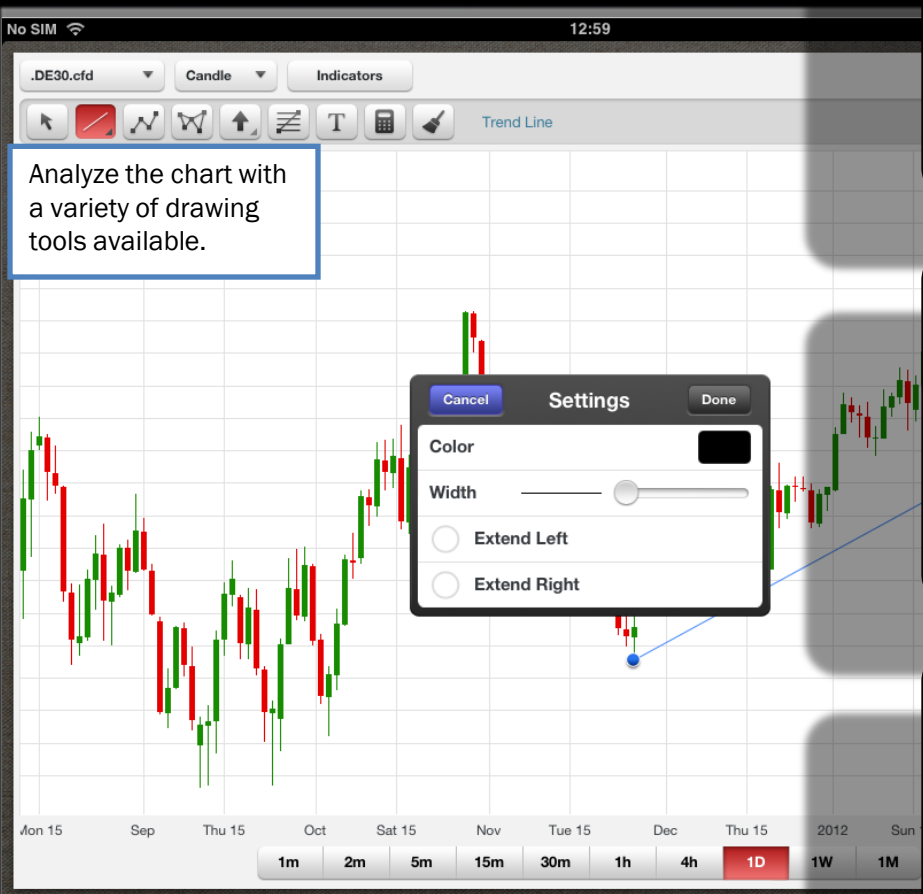 No SIM 12:59
.DE30.cfd Candle Indicators
T Trend Line
Analyze the chart with
a variety of drawing
tools available.
Cancel Settings Done
Color
Width
Extend Left
Extend Right
Mon 15 Sep Thu 15 Oct Sat 15 Nov Tue 15 Dec Thu 15 2012 Sun
1m 2m 5m 15m 30m 1h 4h 1D 1W 1M